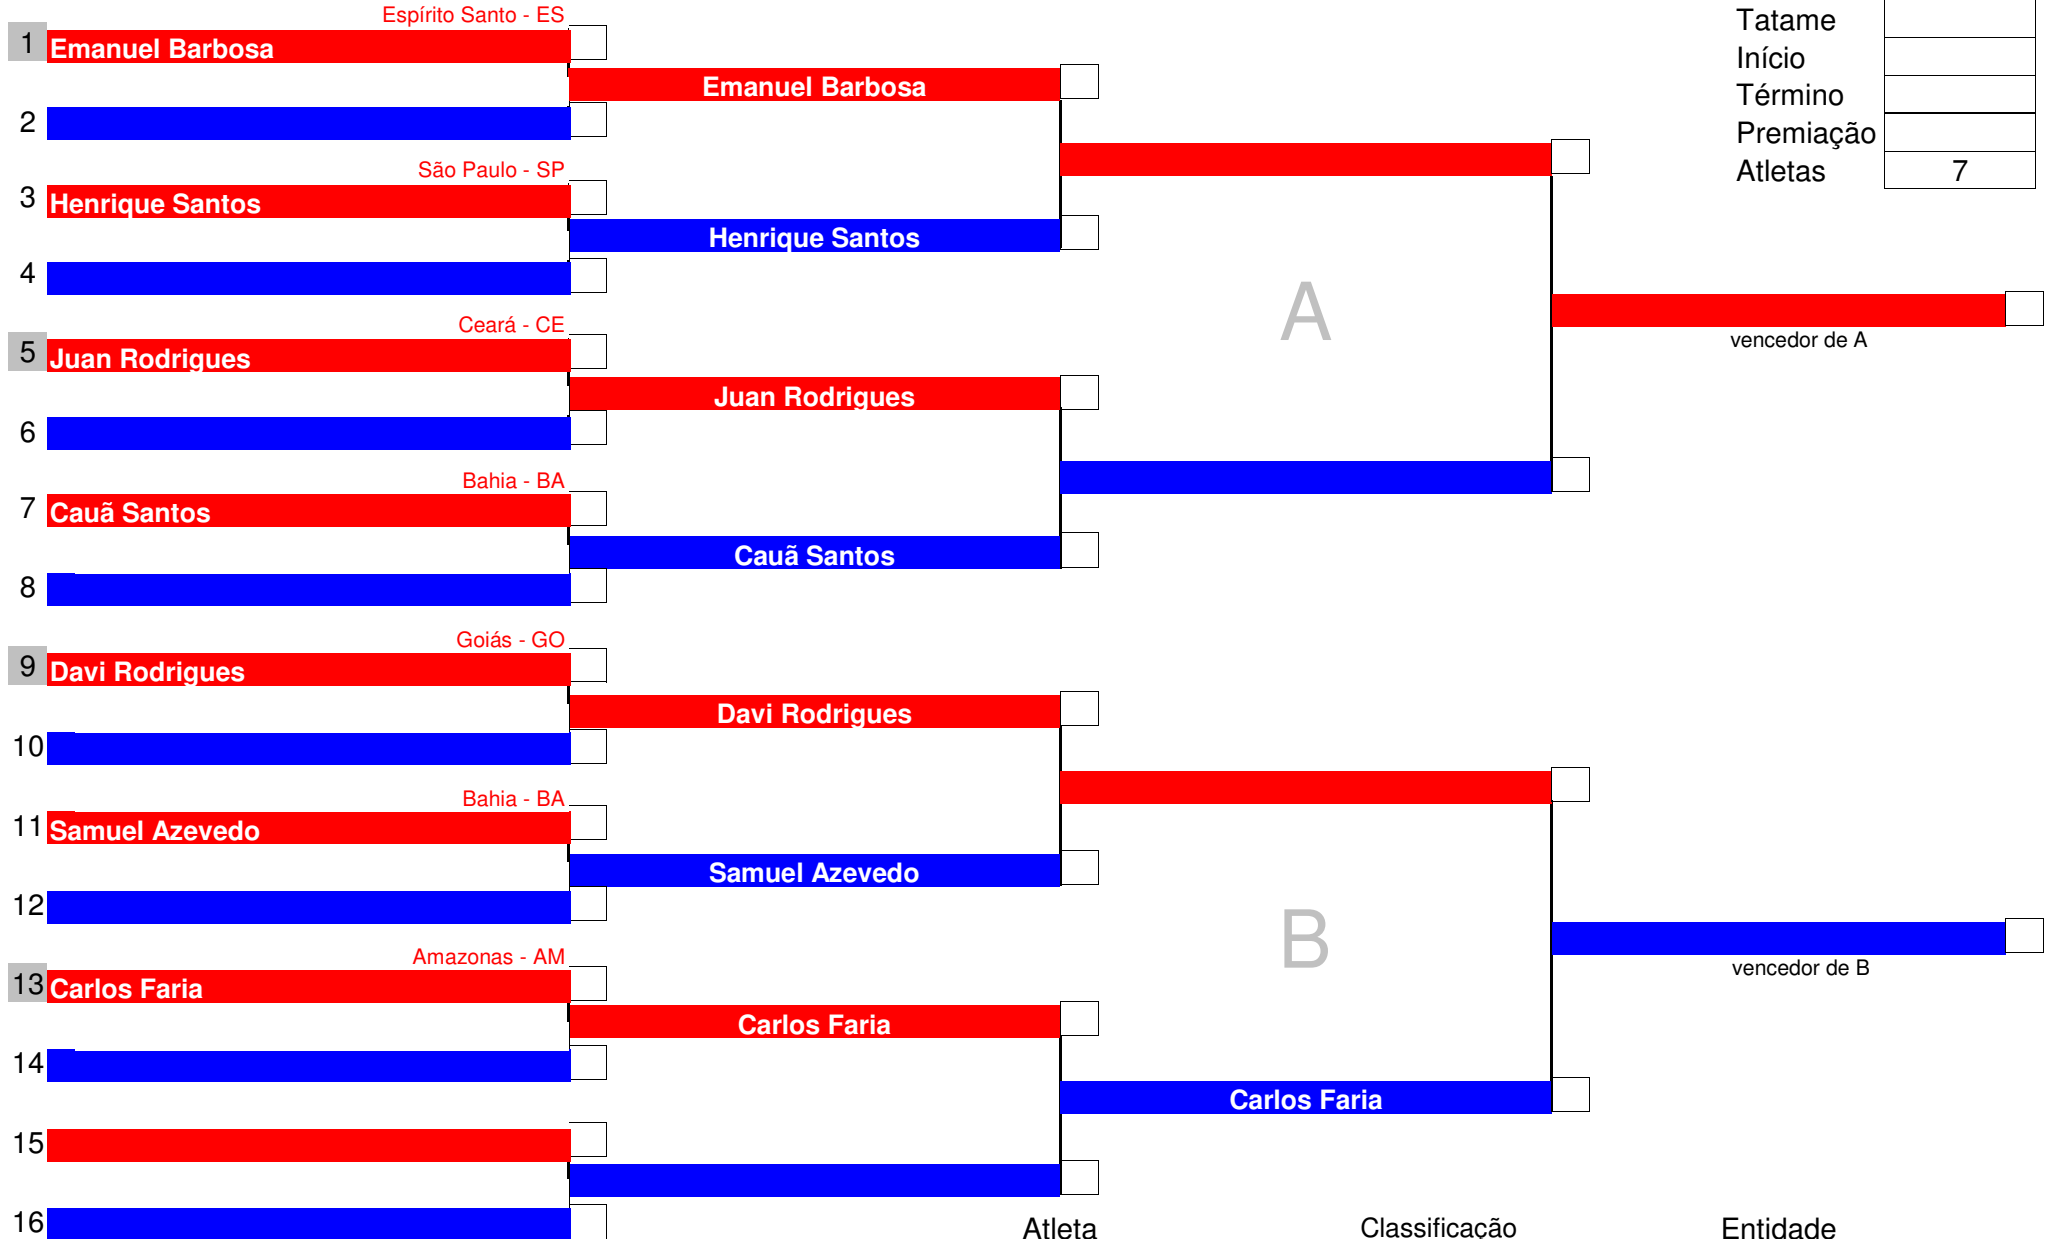 Espírito Santo - ES
Tatame
1 Emanuel Barbosa
Início
Emanuel Barbosa
Término
2
Premiação
São Paulo - SP
Atletas 7
3 Henrique Santos
Henrique Santos
4
A
Ceará - CE
vencedor de A
5 Juan Rodrigues
Juan Rodrigues
6
Bahia - BA
7 Cauã Santos
Cauã Santos
8
Goiás - GO
9 Davi Rodrigues
Davi Rodrigues
10
Bahia - BA
11 Samuel Azevedo
Samuel Azevedo
12
B
Amazonas - AM
vencedor de B
13 Carlos Faria
Carlos Faria
14
Carlos Faria
15
16
Atleta Classificação Entidade